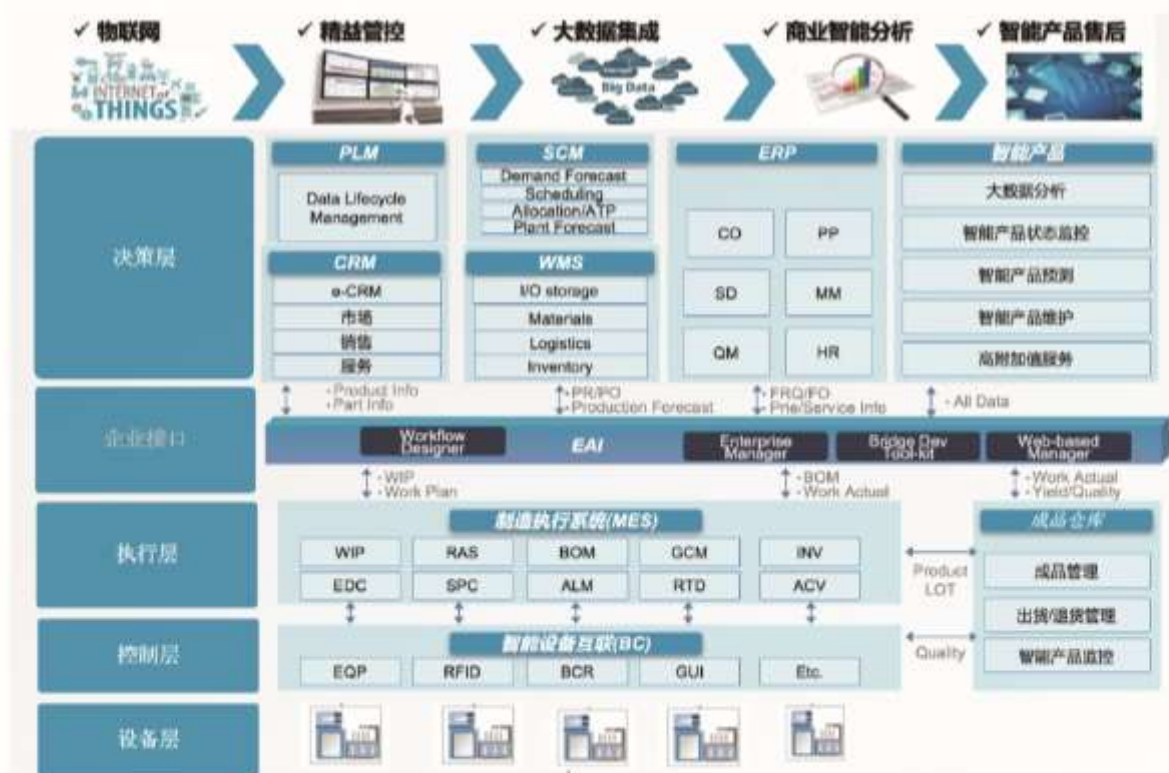 ✓ 物联网
✓ 精益管控
✓ 大数据集成
✓ 商业智能分析
✓ 智能产品售后
INTERNET of
THINGS
Big Data
决策层
PLM
Data Lifecycle
Management
CRM
e-CRM
市场
销售
服务
SCM
Demand Forecast
Scheduling
Allocation/ATP
Plant Forecast
WMS
I/O storage
Materials
Logistics
Inventory
ERP
CO
PP
SD
MM
QM
HR
智能产品
大数据分析
智能产品状态监控
智能产品预测
智能产品维护
高附加值服务
企业接口
- Product Info
- Part Info
- PR/PO
- Production Forecast
- FRQ/FO
- Prie/Service Info
- All Data
Workflow
Designer
EAI
Enterprise
Manager
Bridge Dev
Tool-kit
Web-based
Manager
- WIP
- Work Plan
- BOM
- Work Actual
- Work Actual
- Yield/Quality
执行层
制造执行系统(MES)
WIP
RAS
BOM
GCM
INV
EDC
SPC
ALM
RTD
ACV
Product
LOT
成品仓库
成品管理
出货/退货管理
智能产品监控
控制层
智能设备互联(BC)
EQP
RFID
BCR
GUI
Etc.
Quality
设备层